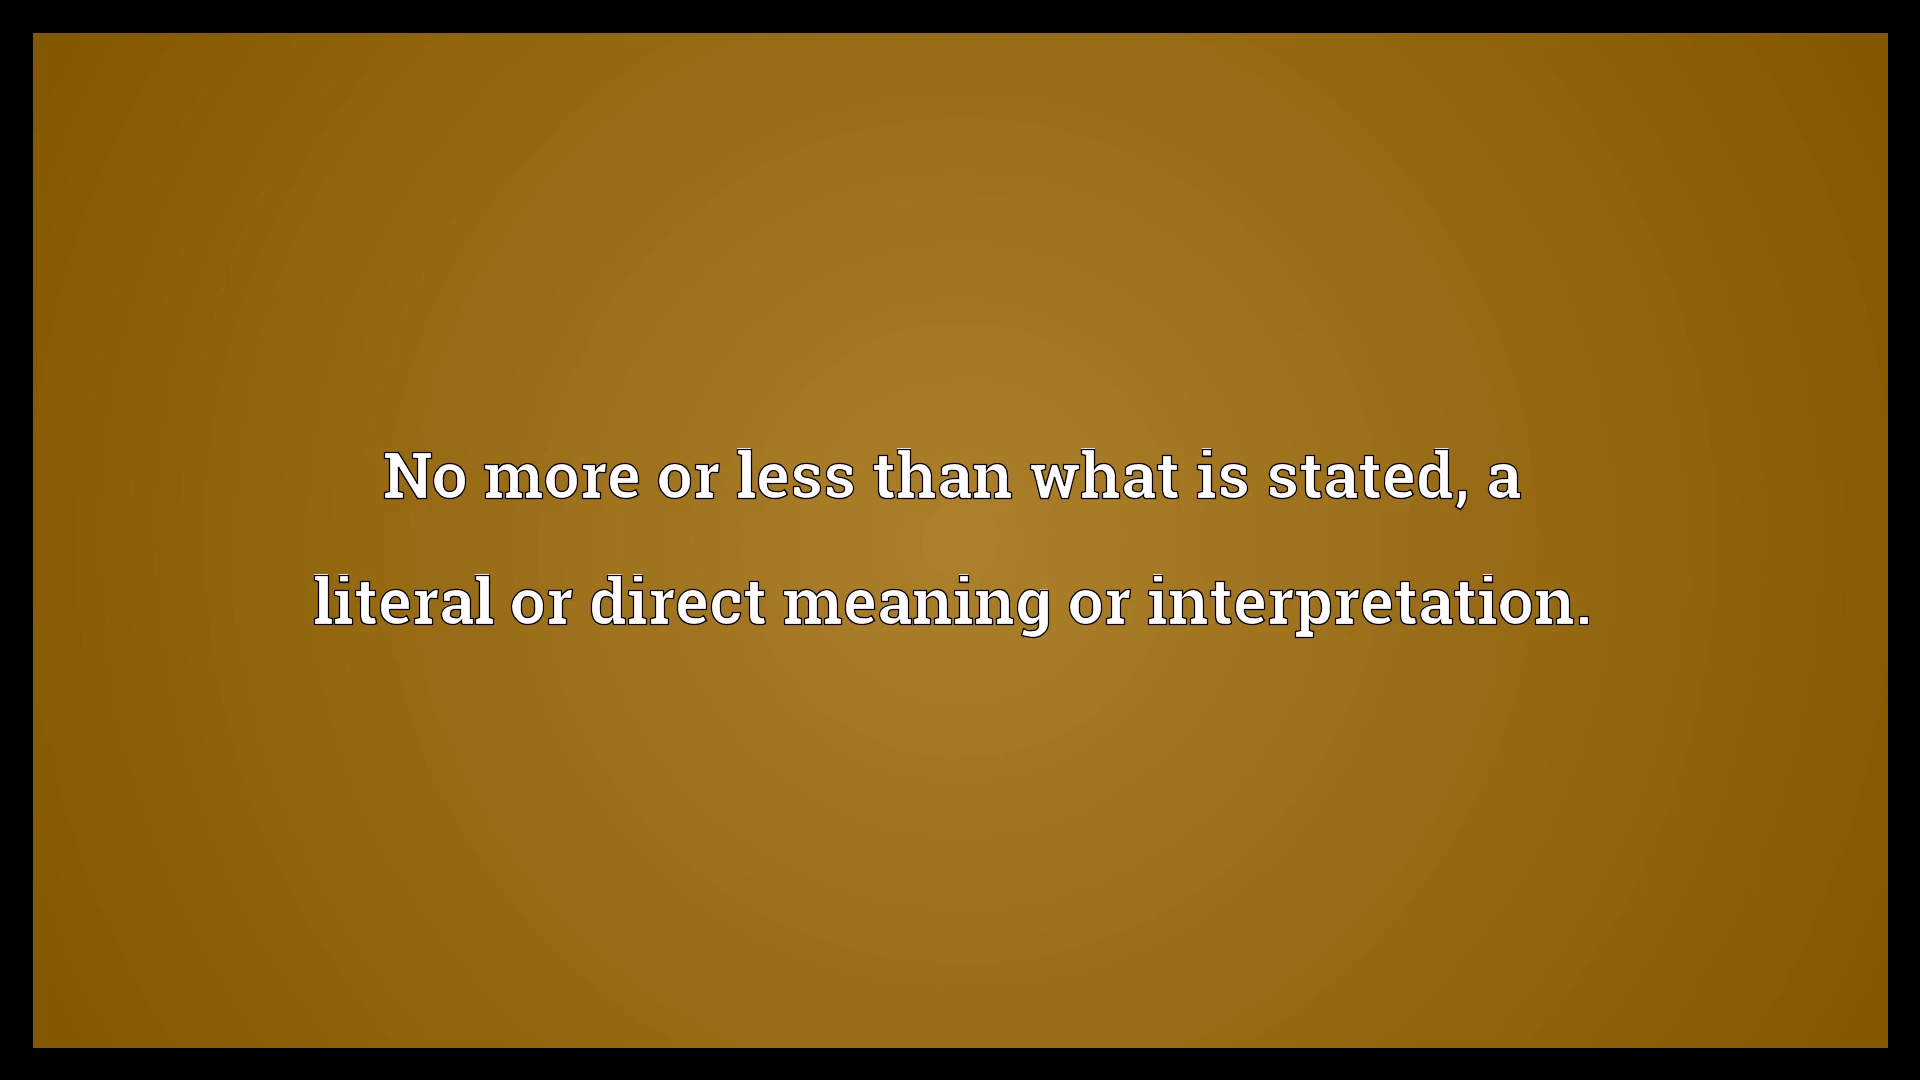 No more or less than what is stated, a
literal or direct meaning or interpretation.